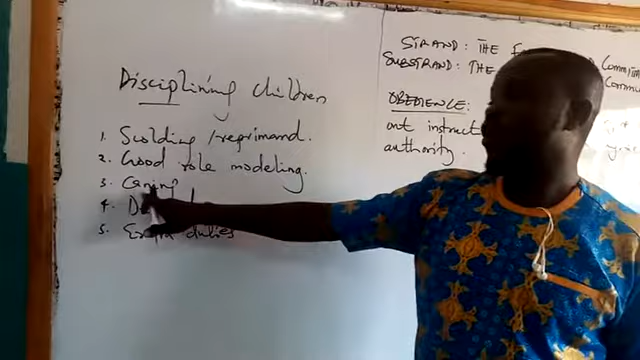 Disciplining children
1. Scolding / reprimand.
2. Good role modeling.
3. Caning
4.
5. Extra duties
STRAND: THE
SUBSTRAND: THE
OBEDIENCE:
out instruct
authority.